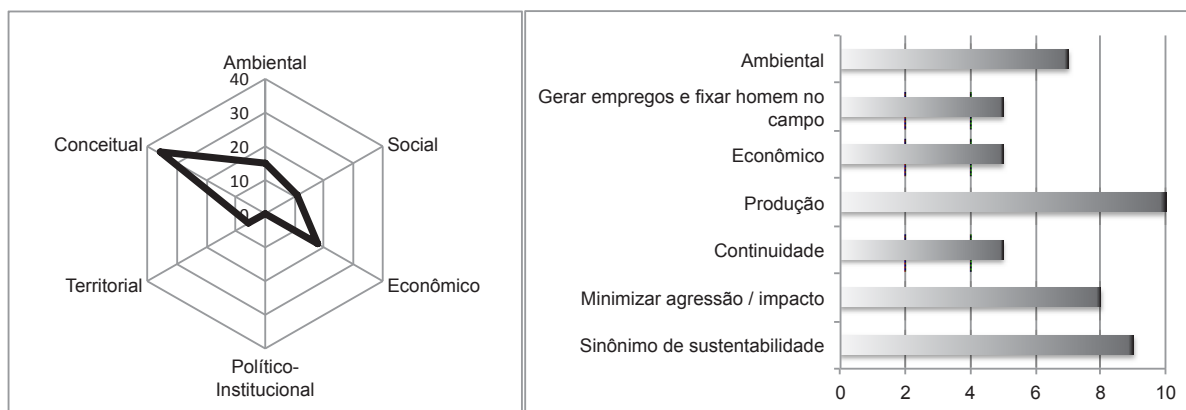 Ambiental
40
30
20
10
0
Conceitual
Social
Territorial
Econômico
Político-
Institucional
Ambiental
Gerar empregos e fixar homem no
campo
Econômico
Produção
Continuidade
Minimizar agressão / impacto
Sinônimo de sustentabilidade
0 2 4 6 8 10